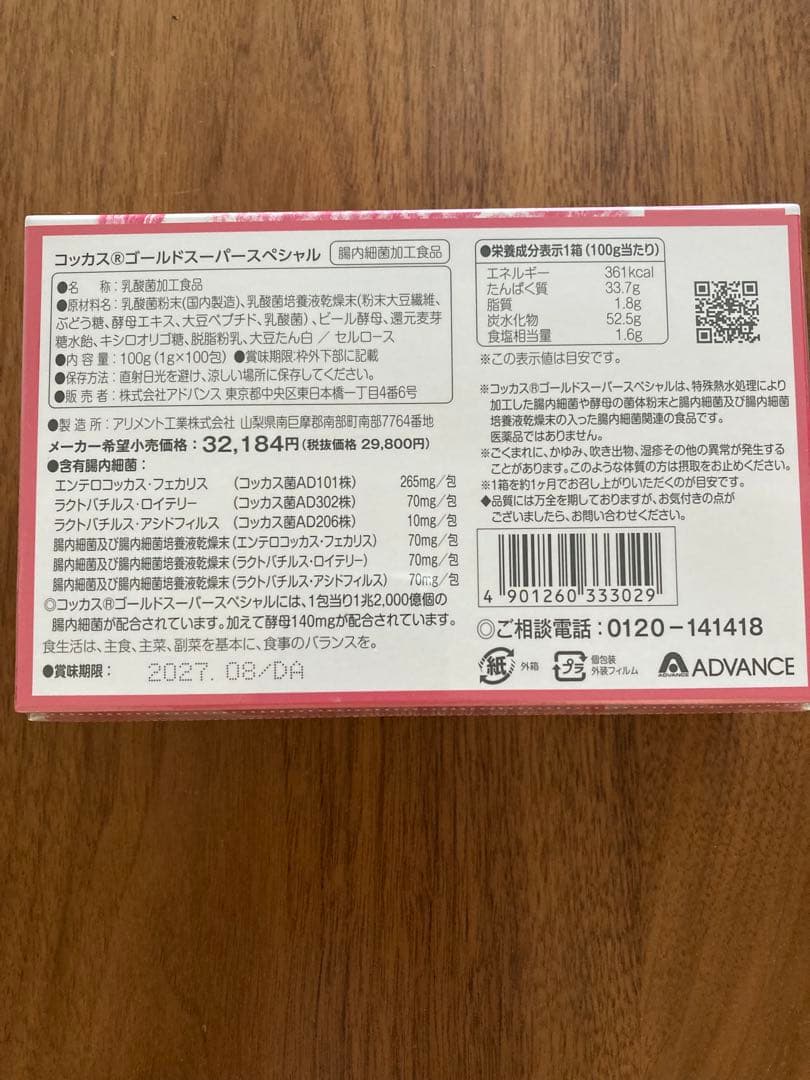 コッカス®ゴールドスーパースペシャル 腸内細菌加工食品
●名 称：乳酸菌加工食品
●原材料名：乳酸菌粉末(国内製造)、乳酸菌培養液乾燥末(粉末大豆繊維、
ぶどう糖、酵母エキス、大豆ペプチド、乳酸菌)、ビール酵母、還元麦芽
糖水飴、キシロオリゴ糖、脱脂粉乳、大豆たん白 ／ セルロース
●内 容 量：100g(1g×100包) ●賞味期限:枠外下部に記載
●保存方法：直射日光を避け、涼しい場所に保存してください。
●販 売 者：株式会社アドバンス 東京都中央区東日本橋一丁目4番6号
●製 造 所：アリメント工業株式会社 山梨県南巨摩郡南部町南部7764番地
メーカー希望小売価格：32,184円(税抜価格 29,800円)
●含有腸内細菌：
エンテロコッカス・フェカリス (コッカス菌AD101株) 265mg／包
ラクトバチルス・ロイテリー (コッカス菌AD302株) 70mg／包
ラクトバチルス・アシドフィルス (コッカス菌AD206株) 10mg／包
腸内細菌及び腸内細菌培養液乾燥末(エンテロコッカス・フェカリス) 70mg／包
腸内細菌及び腸内細菌培養液乾燥末(ラクトバチルス・ロイテリー) 70mg／包
腸内細菌及び腸内細菌培養液乾燥末(ラクトバチルス・アシドフィルス) 70mg／包
◎コッカス®ゴールドスーパースペシャルには、1包当り1兆2,000億個の
腸内細菌が配合されています。加えて酵母140mgが配合されています。
食生活は、主食、主菜、副菜を基本に、食事のバランスを。
●賞味期限： 2027. 08/DA
●栄養成分表示1箱(100g当たり)
エネルギー 361kcal
たんぱく質 33.7g
脂質 1.8g
炭水化物 52.5g
食塩相当量 1.6g
※この表示値は目安です。
※コッカス®ゴールドスーパースペシャルは、特殊熱水処理により
加工した腸内細菌や酵母の菌体粉末と腸内細菌及び腸内細菌
培養液乾燥末の入った腸内細菌関連の食品です。
医薬品ではありません。
※ごくまれに、かゆみ、吹き出物、湿疹その他の異常が発生する
ことがあります。このような体質の方は摂取をお止めください。
※1箱を約1ヶ月でお召し上がりいただくのが目安です。
◆品質には万全を期しておりますが、お気付きの点が
ございましたら、お問い合わせください。
4 901260 333029
◎ご相談電話：0120−141418
紙 外箱 プラ 個包装
外装フィルム
ADVANCE ADVANCE